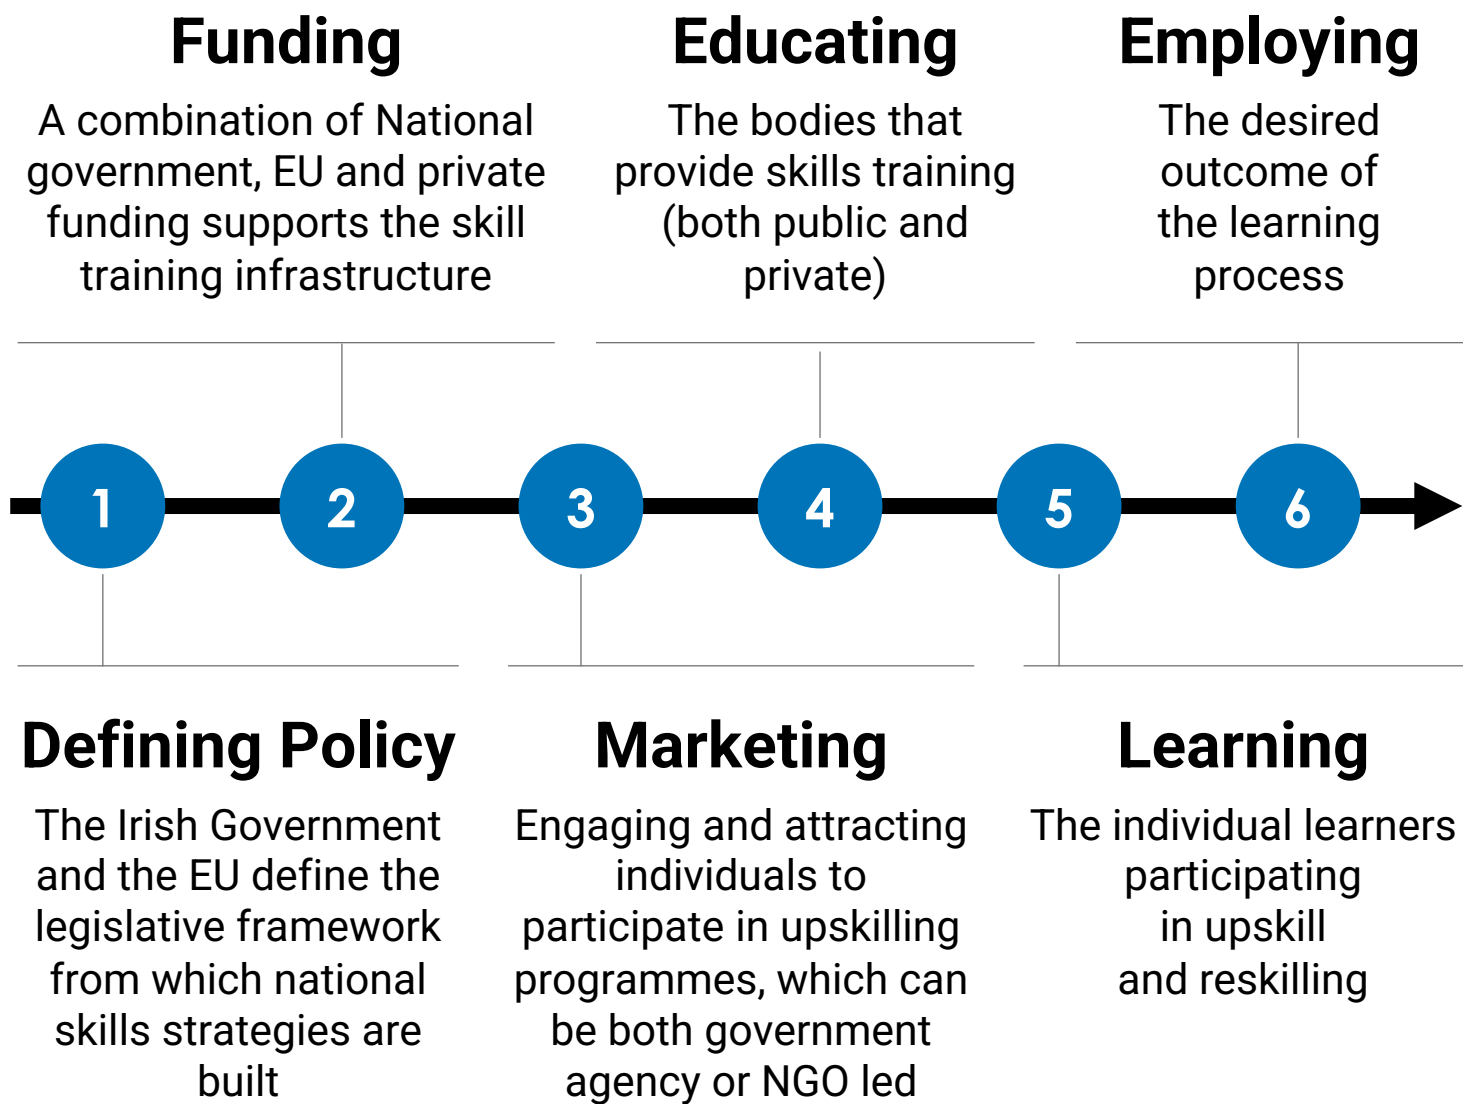 Funding
A combination of National
government, EU and private
funding supports the skill
training infrastructure
Educating
The bodies that
provide skills training
(both public and
private)
Employing
The desired
outcome of
the learning
process
1
2
3
4
5
6
Defining Policy
The Irish Government
and the EU define the
legislative framework
from which national
skills strategies are
built
Marketing
Engaging and attracting
individuals to
participate in upskilling
programmes, which can
be both government
agency or NGO led
Learning
The individual learners
participating
in upskill
and reskilling